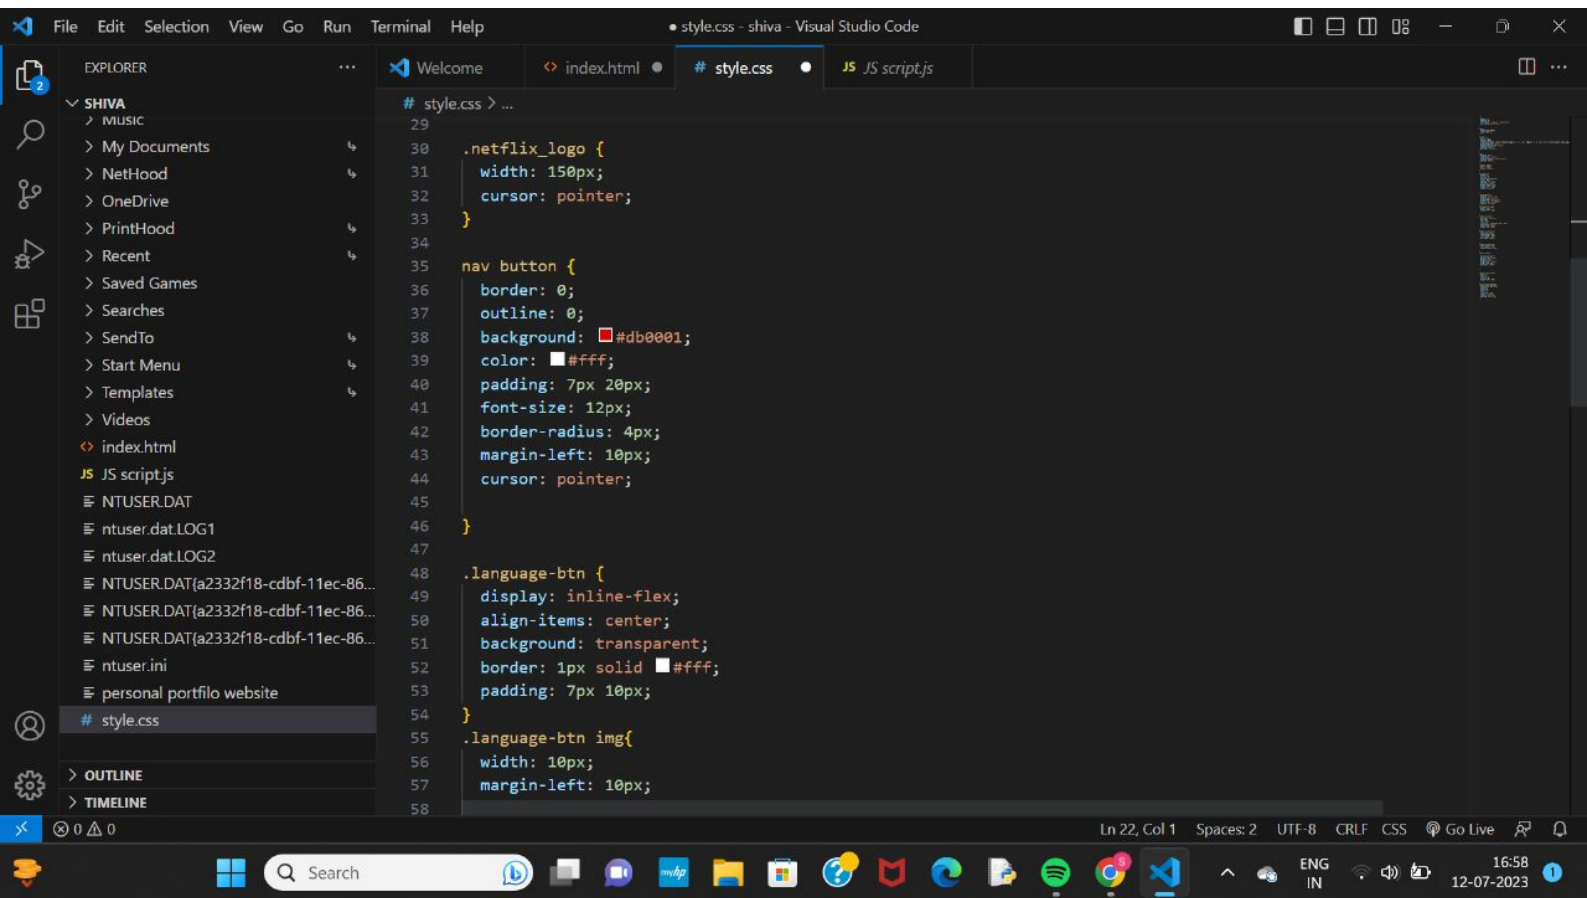 File Edit Selection View Go Run Terminal Help ● style.css - shiva - Visual Studio Code
EXPLORER ···
Welcome
<> index.html ●
# style.css ●
JS JS script.js
···
2
SHIVA
> Music
> My Documents
> NetHood
> OneDrive
> PrintHood
> Recent
> Saved Games
> Searches
> SendTo
> Start Menu
> Templates
> Videos
<> index.html
JS JS script.js
NTUSER.DAT
ntuser.dat.LOG1
ntuser.dat.LOG2
NTUSER.DAT{a2332f18-cdbf-11ec-86...
NTUSER.DAT{a2332f18-cdbf-11ec-86...
NTUSER.DAT{a2332f18-cdbf-11ec-86...
ntuser.ini
personal portfilo website
# style.css
> OUTLINE
> TIMELINE
# style.css > ...
29
30 .netflix_logo {
31 width: 150px;
32 cursor: pointer;
33 }
34
35 nav button {
36 border: 0;
37 outline: 0;
38 background: #db0001;
39 color: #fff;
40 padding: 7px 20px;
41 font-size: 12px;
42 border-radius: 4px;
43 margin-left: 10px;
44 cursor: pointer;
45
46 }
47
48 .language-btn {
49 display: inline-flex;
50 align-items: center;
51 background: transparent;
52 border: 1px solid #fff;
53 padding: 7px 10px;
54 }
55 .language-btn img{
56 width: 10px;
57 margin-left: 10px;
58
0 0 Ln 22, Col 1 Spaces: 2 UTF-8 CRLF CSS Go Live
Search
b
myhp
S
ENG
IN
16:58
12-07-2023
1